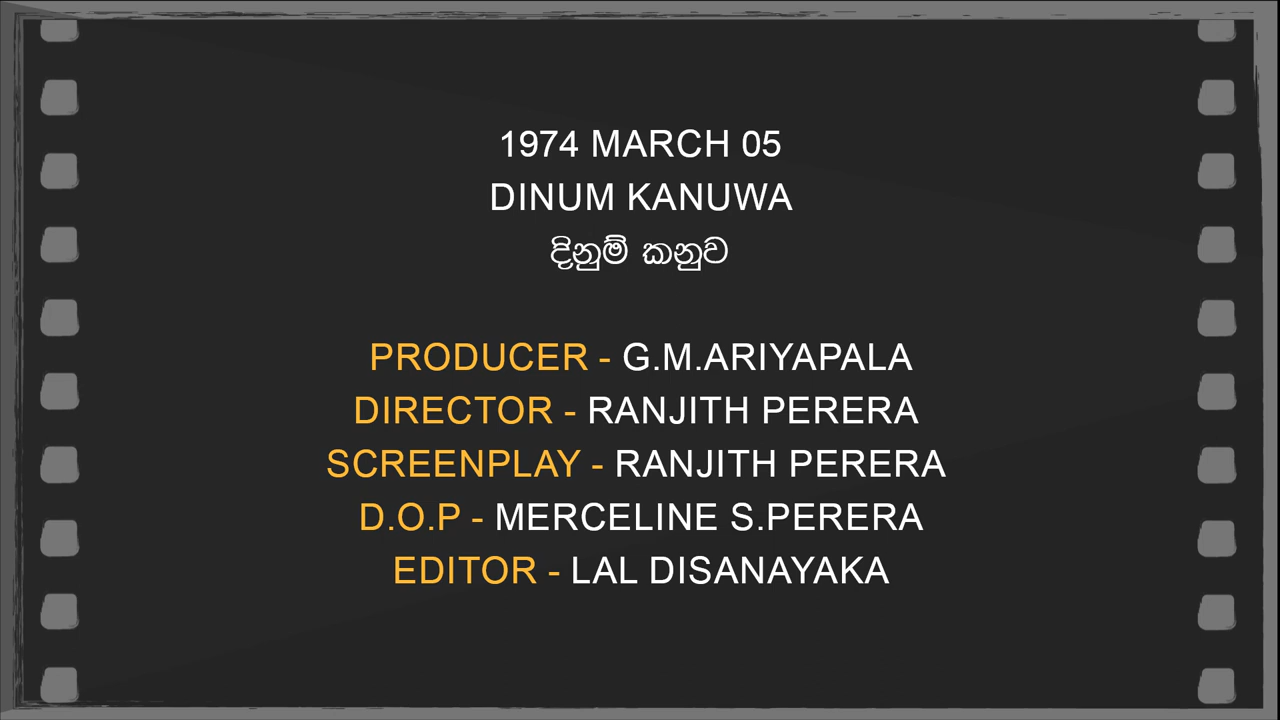 1974 MARCH 05
DINUM KANUWA
දිනුම් කනුව
PRODUCER - G.M.ARIYAPALA
DIRECTOR - RANJITH PERERA
SCREENPLAY - RANJITH PERERA
D.O.P - MERCELINE S.PERERA
EDITOR - LAL DISANAYAKA